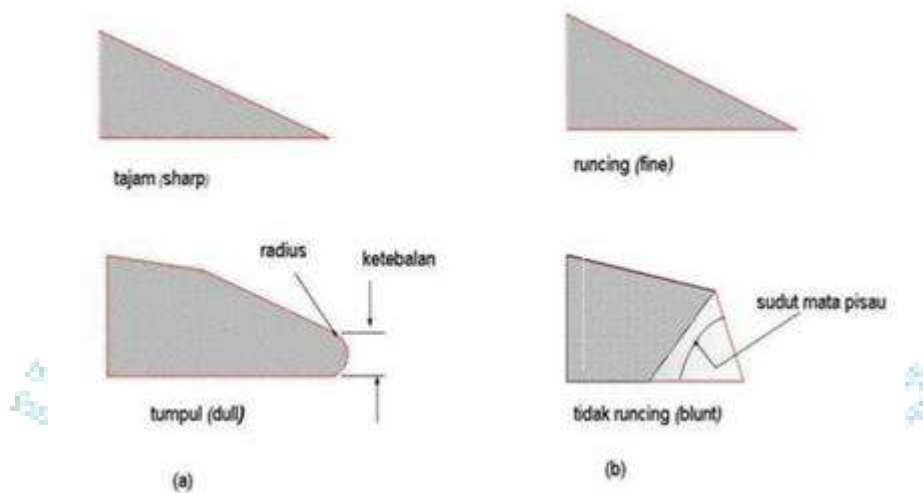 tajam (sharp)
runcing (fine)
radius
ketebalan
tumpul (dull)
(a)
sudut mata pisau
tidak runcing (blunt)
(b)